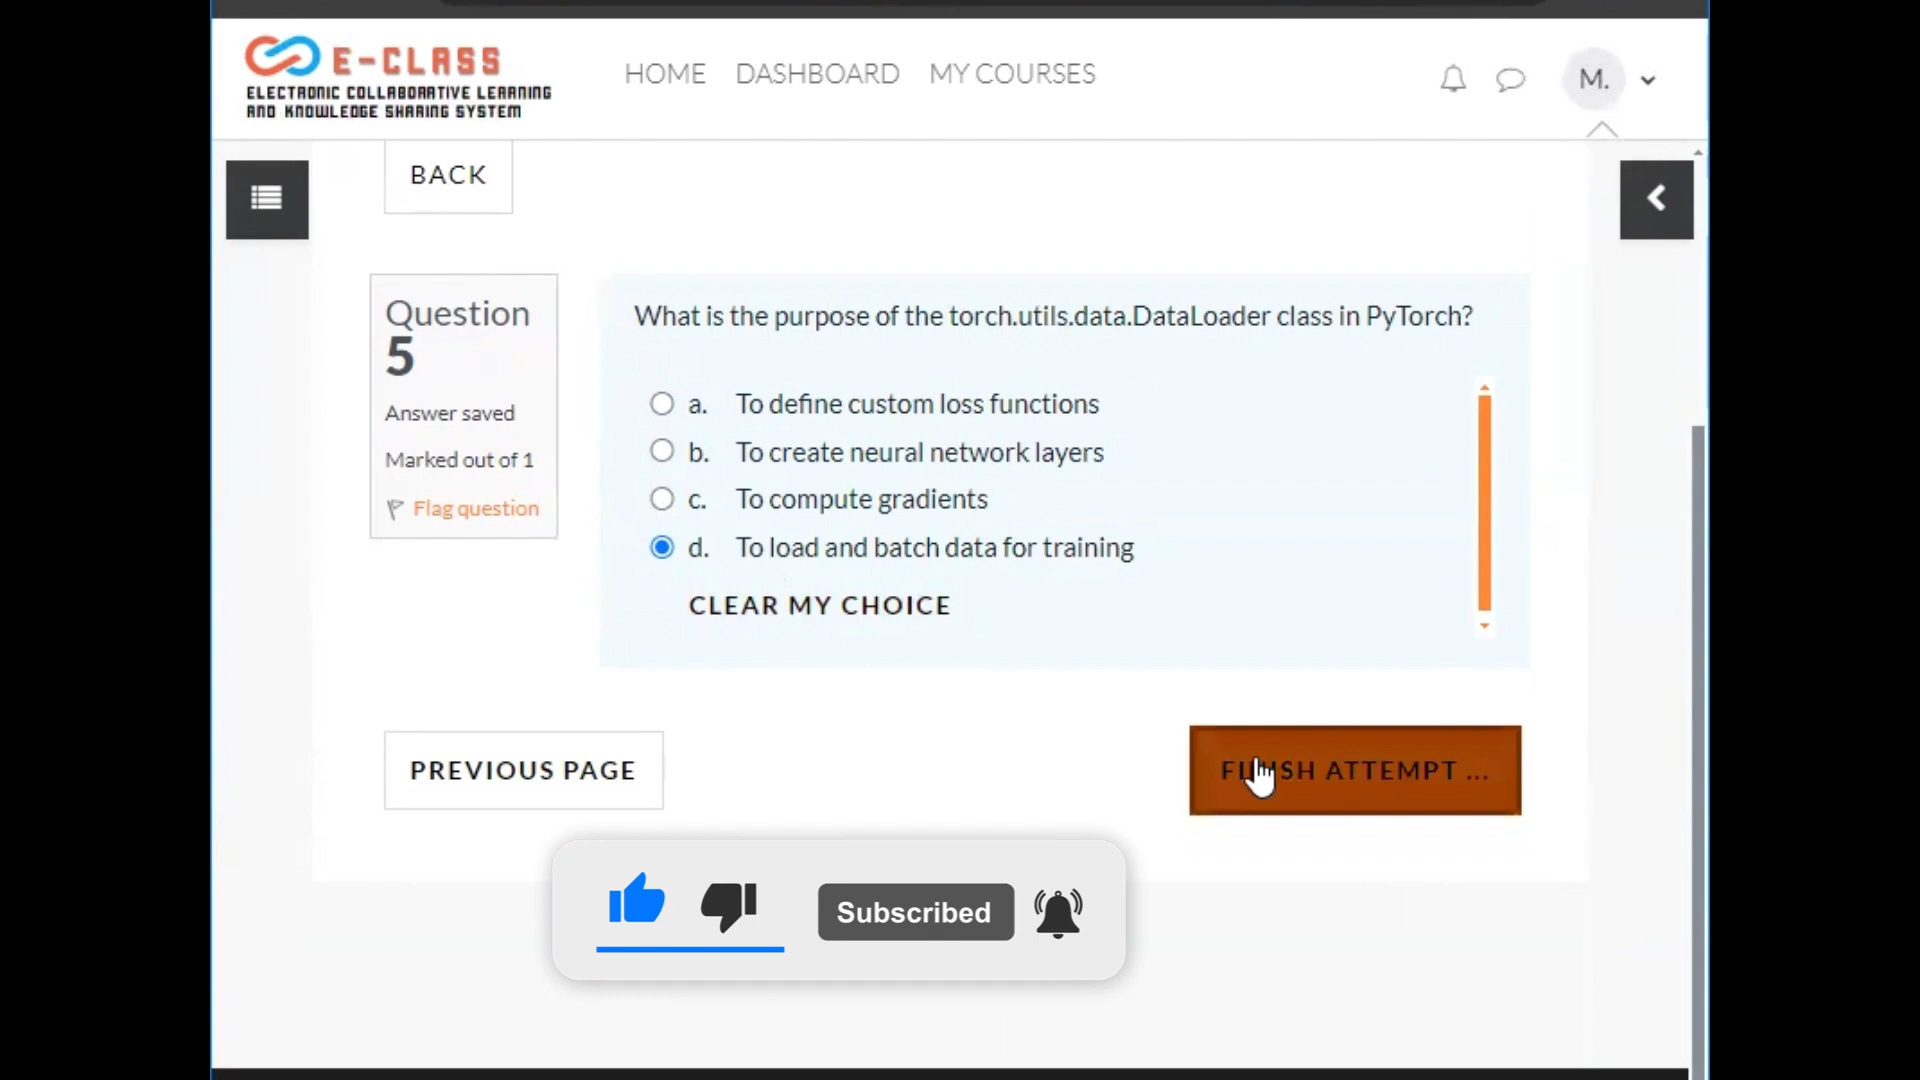 E-CLASS
ELECTRONIC COLLABORATIVE LEARNING
AND KNOWLEDGE SHARING SYSTEM
HOME DASHBOARD MY COURSES
M.
BACK
Question
5
Answer saved
Marked out of 1
Flag question
What is the purpose of the torch.utils.data.DataLoader class in PyTorch?
a. To define custom loss functions
b. To create neural network layers
c. To compute gradients
d. To load and batch data for training
CLEAR MY CHOICE
PREVIOUS PAGE
FINISH ATTEMPT ...
Subscribed